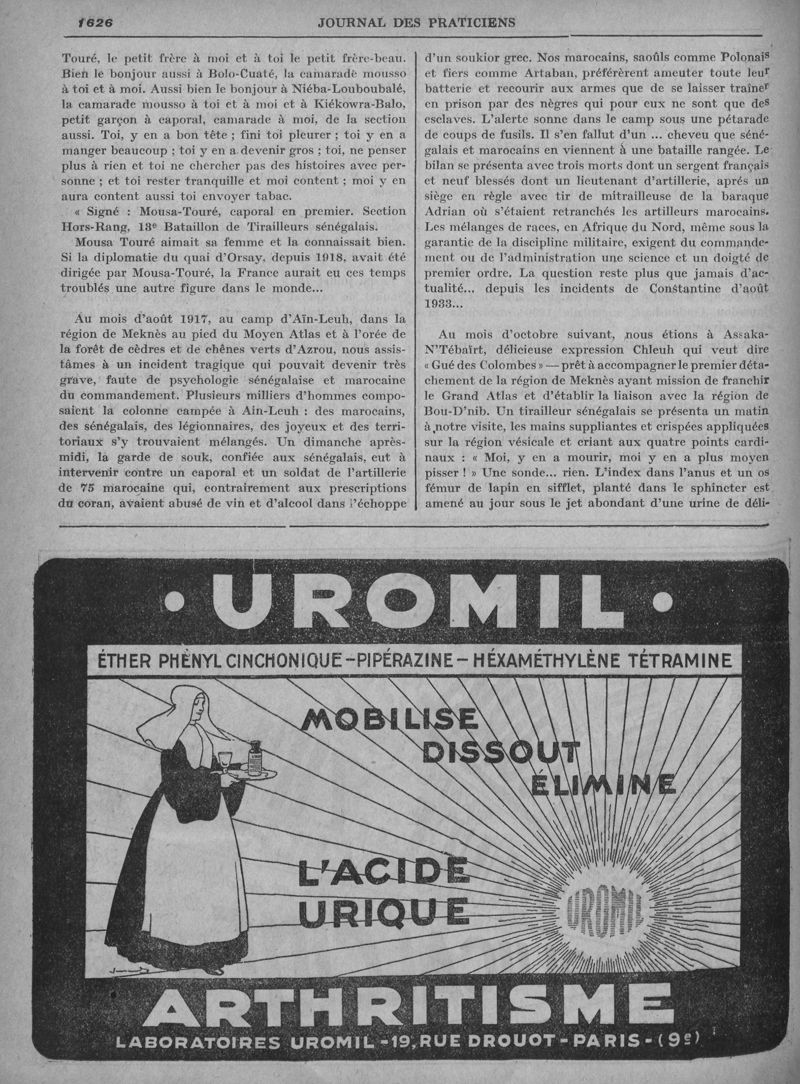 1626
JOURNAL DES PRATICIENS
Touré, le petit frère à moi et à toi le petit frère-beau.
Bien le bonjour aussi à Bolo-Cuaté, la camarade mousso
à toi et à moi. Aussi bien le bonjour à Niéba-Louboubalé,
la camarade mousso à toi et à moi et à Kiékowra-Balo,
petit garçon à caporal, camarade à moi, de la section
aussi. Toi, y en a bon tête ; fini toi pleurer ; toi y en a
manger beaucoup ; toi y en a devenir gros ; toi, ne penser
plus à rien et toi ne chercher pas des histoires avec per-
sonne ; et toi rester tranquille et moi content ; moi y en
aura content aussi toi envoyer tabac.
« Signé : Mousa-Touré, caporal en premier. Section
Hors-Rang, 13e Bataillon de Tirailleurs sénégalais.
Mousa Touré aimait sa femme et la connaissait bien.
Si la diplomatie du quai d'Orsay, depuis 1918, avait été
dirigée par Mousa-Touré, la France aurait eu ces temps
troublés une autre figure dans le monde...
Au mois d'août 1917, au camp d'Aïn-Leuh, dans la
région de Meknès au pied du Moyen Atlas et à l'orée de
la forêt de cèdres et de chênes verts d'Azrou, nous assis-
tâmes à un incident tragique qui pouvait devenir très
grave, faute de psychologie sénégalaise et marocaine
du commandement. Plusieurs milliers d'hommes compo-
saient la colonne campée à Ain-Leuh : des marocains,
des sénégalais, des légionnaires, des joyeux et des terri-
toriaux s'y trouvaient mélangés. Un dimanche après-
midi, la garde de souk, confiée aux sénégalais, eut à
intervenir contre un caporal et un soldat de l'artillerie
de 75 marocaine qui, contrairement aux prescriptions
du coran, avaient abusé de vin et d'alcool dans l'échoppe
d'un soukior grec. Nos marocains, saoûls comme Polonais
et fiers comme Artaban, préférèrent ameuter toute leur
batterie et recourir aux armes que de se laisser traîner
en prison par des nègres qui pour eux ne sont que des
esclaves. L'alerte sonne dans le camp sous une pétarade
de coups de fusils. Il s'en fallut d'un ... cheveu que séné-
galais et marocains en viennent à une bataille rangée. Le
bilan se présenta avec trois morts dont un sergent français
et neuf blessés dont un lieutenant d'artillerie, aprés un
siège en règle avec tir de mitrailleuse de la baraque
Adrian où s'étaient retranchés les artilleurs marocains.
Les mélanges de races, en Afrique du Nord, même sous la
garantie de la discipline militaire, exigent du commande-
ment ou de l'administration une science et un doigté de
premier ordre. La question reste plus que jamais d'ac-
tualité... depuis les incidents de Constantine d'août
1933...
Au mois d'octobre suivant, nous étions à Assaka-
N'Tébaïrt, délicieuse expression Chleuh qui veut dire
« Gué des Colombes » — prêt à accompagner le premier déta-
chement de la région de Meknès ayant mission de franchir
le Grand Atlas et d'établir la liaison avec la région de
Bou-D'nib. Un tirailleur sénégalais se présenta un matin
à notre visite, les mains suppliantes et crispées appliquées
sur la région vésicale et criant aux quatre points cardi-
naux : « Moi, y en a mourir, moi y en a plus moyen
pisser ! » Une sonde... rien. L'index dans l'anus et un os
fémur de lapin en sifflet, planté dans le sphincter est
amené au jour sous le jet abondant d'une urine de déli-
• UROMIL •
ÉTHER PHÈNYL CINCHONIQUE-PIPÉRAZINE-HÉXAMÉTHYLÈNE TÉTRAMINE
MOBILISE
DISSOUT
ÉLIMINE
L'ACIDE
URIQUE
UROMIL
ARTHRITISME
LABORATOIRES UROMIL-19, RUE DROUOT-PARIS-(9e)